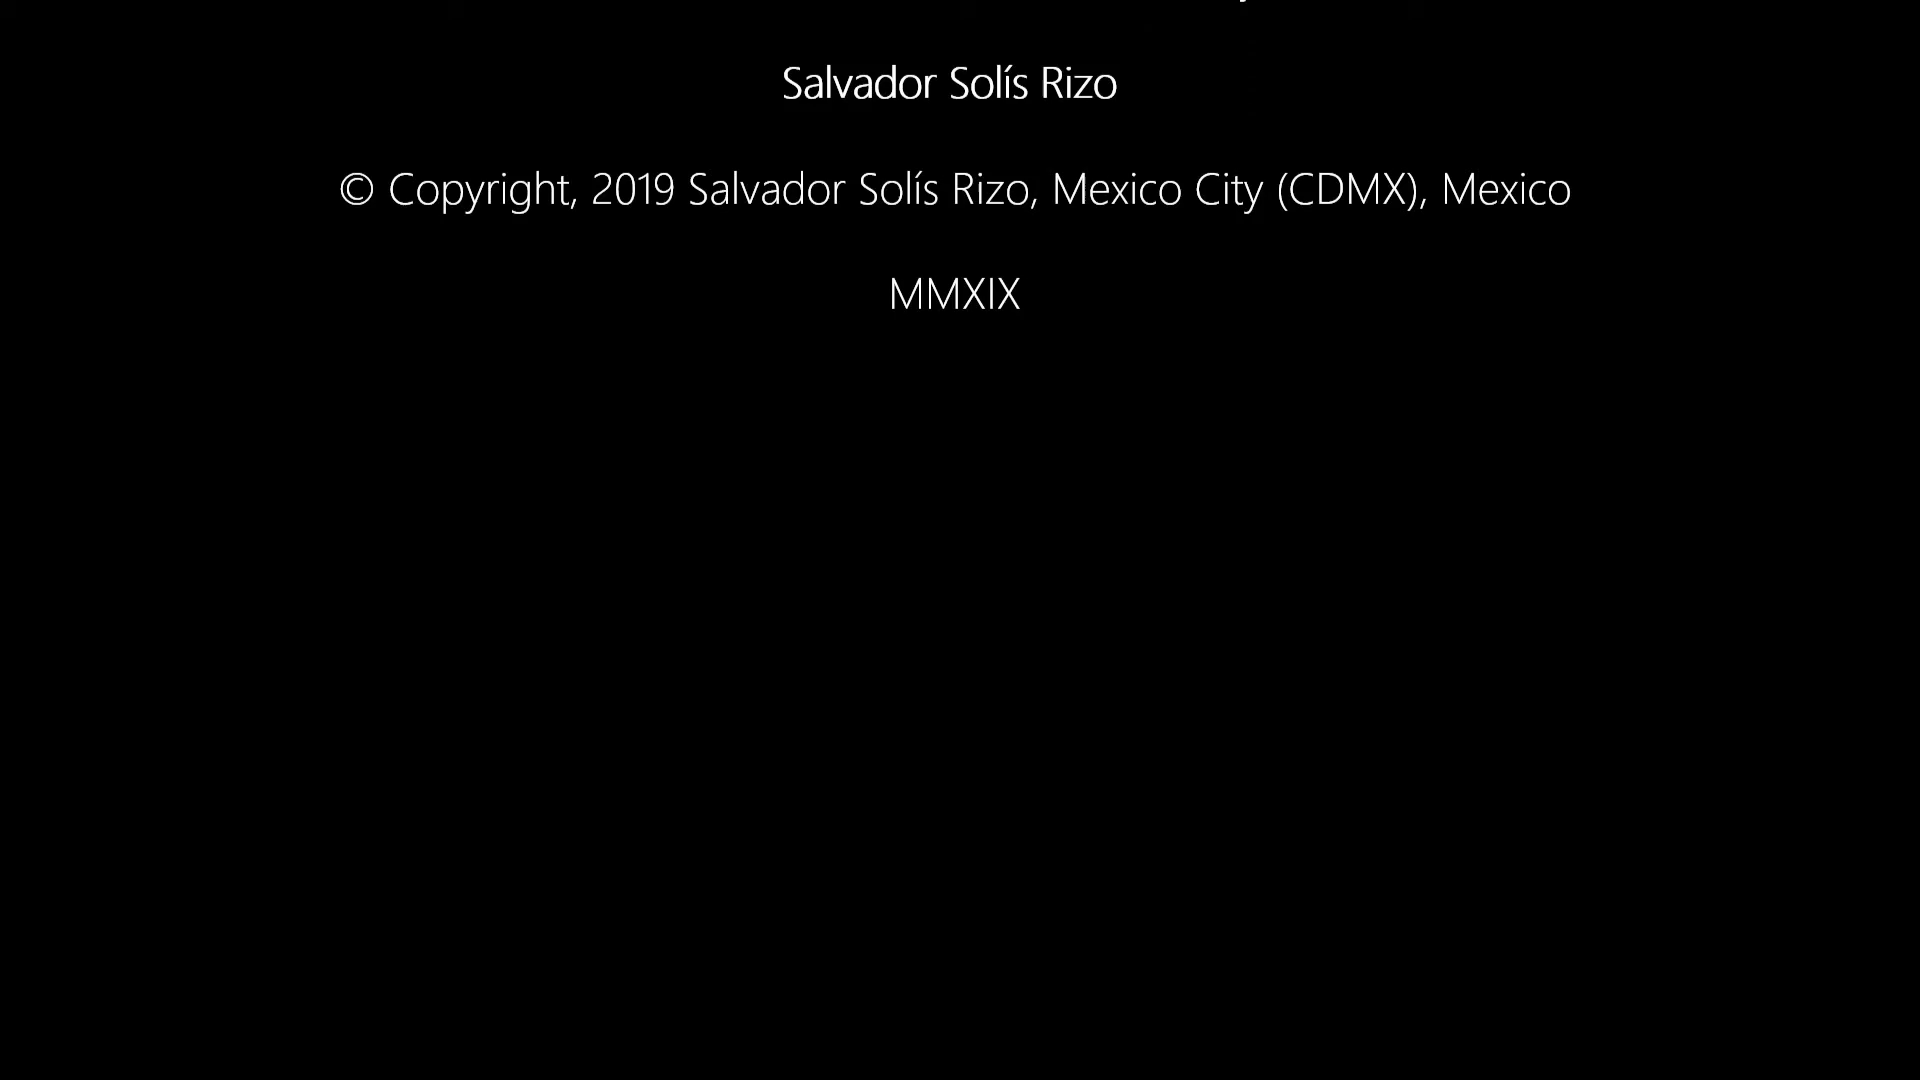 Salvador Solís Rizo
© Copyright, 2019 Salvador Solís Rizo, Mexico City (CDMX), Mexico
MMXIX